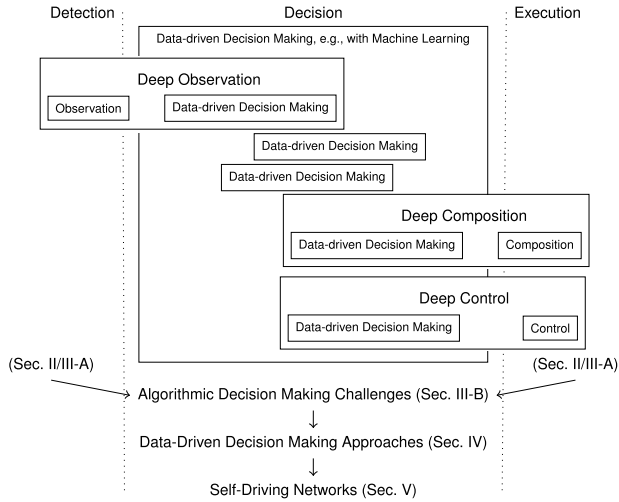 Detection
Decision
Execution
Data-driven Decision Making, e.g., with Machine Learning
Deep Observation
Observation
Data-driven Decision Making
Data-driven Decision Making
Data-driven Decision Making
Deep Composition
Data-driven Decision Making
Composition
Deep Control
Data-driven Decision Making
Control
(Sec. II/III-A)
(Sec. II/III-A)
Algorithmic Decision Making Challenges (Sec. III-B)
Data-Driven Decision Making Approaches (Sec. IV)
Self-Driving Networks (Sec. V)